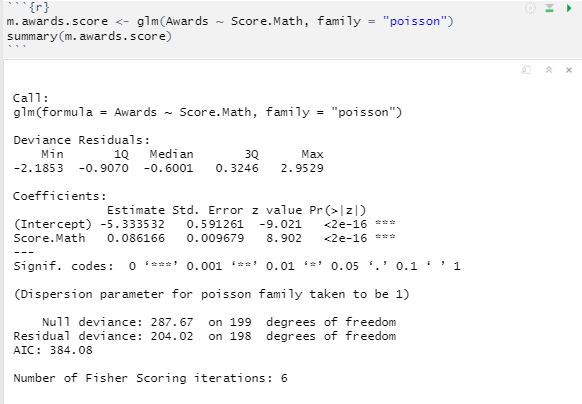 ```{r}
m.awards.score <- glm(Awards ~ Score.Math, family = "poisson")
summary(m.awards.score)
```
Call:
glm(formula = Awards ~ Score.Math, family = "poisson")
Deviance Residuals:
    Min       1Q   Median       3Q      Max
-2.1853  -0.9070  -0.6001   0.3246   2.9529
Coefficients:
             Estimate Std. Error z value Pr(>|z|)
(Intercept) -5.333532   0.591261  -9.021   <2e-16 ***
Score.Math   0.086166   0.009679   8.902   <2e-16 ***
---
Signif. codes:  0 ‘***’ 0.001 ‘**’ 0.01 ‘*’ 0.05 ‘.’ 0.1 ‘ ’ 1
(Dispersion parameter for poisson family taken to be 1)
    Null deviance: 287.67  on 199  degrees of freedom
Residual deviance: 204.02  on 198  degrees of freedom
AIC: 384.08
Number of Fisher Scoring iterations: 6